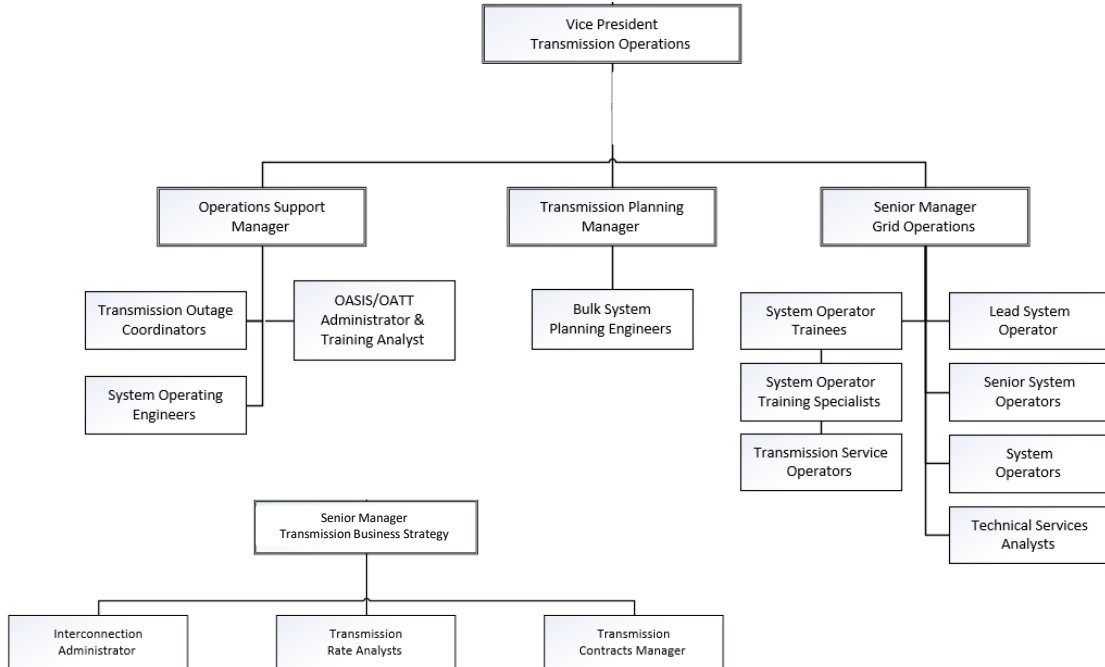 Vice President
Transmission Operations
Operations Support
Manager
Transmission Planning
Manager
Senior Manager
Grid Operations
Transmission Outage
Coordinators
OASIS/OATT
Administrator &
Training Analyst
System Operating
Engineers
Bulk System
Planning Engineers
System Operator
Trainees
Lead System
Operator
System Operator
Training Specialists
Senior System
Operators
Transmission Service
Operators
System
Operators
Technical Services
Analysts
Senior Manager
Transmission Business Strategy
Interconnection
Administrator
Transmission
Rate Analysts
Transmission
Contracts Manager